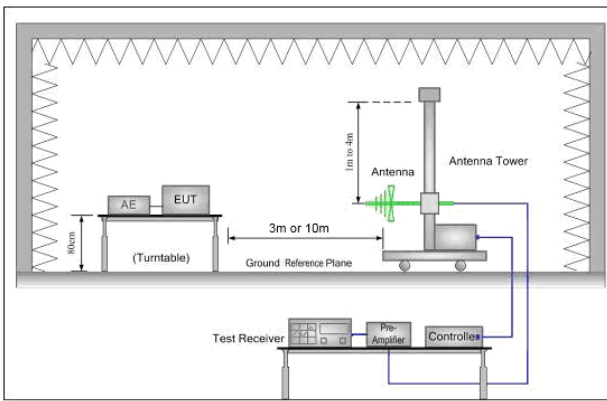 1m to 4m
Antenna
Antenna Tower
AE
EUT
80cm
(Turntable)
3m or 10m
Ground Reference Plane
Test Receiver
Pre-
Amplifier
Controller